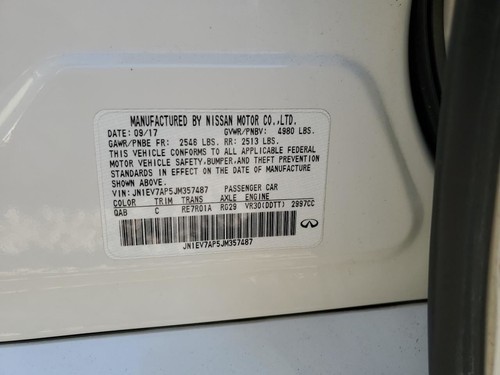 MANUFACTURED BY NISSAN MOTOR CO.,LTD.
DATE: 09/17 GVWR/PNBV: 4980 LBS.
GAWR/PNBE FR: 2546 LBS. RR: 2513 LBS.
THIS VEHICLE CONFORMS TO ALL APPLICABLE FEDERAL
MOTOR VEHICLE SAFETY,BUMPER,AND THEFT PREVENTION
STANDARDS IN EFFECT ON THE DATE OF MANUFACTURE
SHOWN ABOVE.
VIN: JN1EV7AP5JM357487 PASSENGER CAR
COLOR TRIM TRANS AXLE ENGINE
QAB C RE7R01A RG29 VR30(DDTT) 2997CC
JN1EV7AP5JM357487